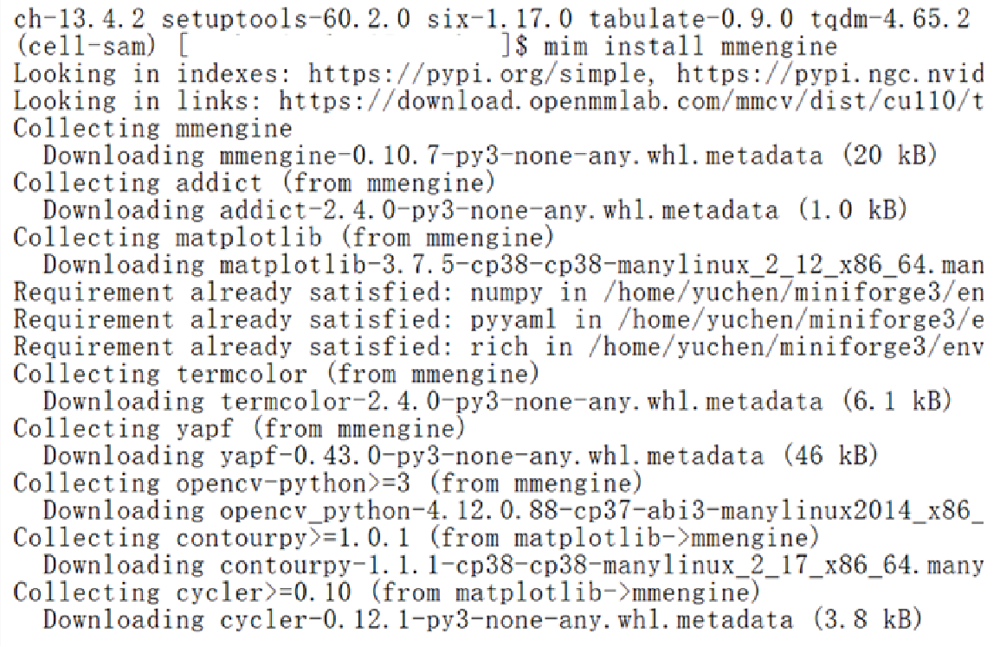 ch-13.4.2 setuptools-60.2.0 six-1.17.0 tabulate-0.9.0 tqdm-4.65.2
(cell-sam) [ ]$ mim install mmengine
Looking in indexes: https://pypi.org/simple, https://pypi.ngc.nvid
Looking in links: https://download.openmmlab.com/mmcv/dist/cu110/t
Collecting mmengine
  Downloading mmengine-0.10.7-py3-none-any.whl.metadata (20 kB)
Collecting addict (from mmengine)
  Downloading addict-2.4.0-py3-none-any.whl.metadata (1.0 kB)
Collecting matplotlib (from mmengine)
  Downloading matplotlib-3.7.5-cp38-cp38-manylinux_2_12_x86_64.man
Requirement already satisfied: numpy in /home/yuchen/miniforge3/en
Requirement already satisfied: pyyaml in /home/yuchen/miniforge3/e
Requirement already satisfied: rich in /home/yuchen/miniforge3/env
Collecting termcolor (from mmengine)
  Downloading termcolor-2.4.0-py3-none-any.whl.metadata (6.1 kB)
Collecting yapf (from mmengine)
  Downloading yapf-0.43.0-py3-none-any.whl.metadata (46 kB)
Collecting opencv-python>=3 (from mmengine)
  Downloading opencv_python-4.12.0.88-cp37-abi3-manylinux2014_x86_
Collecting contourpy>=1.0.1 (from matplotlib->mmengine)
  Downloading contourpy-1.1.1-cp38-cp38-manylinux_2_17_x86_64.many
Collecting cycler>=0.10 (from matplotlib->mmengine)
  Downloading cycler-0.12.1-py3-none-any.whl.metadata (3.8 kB)